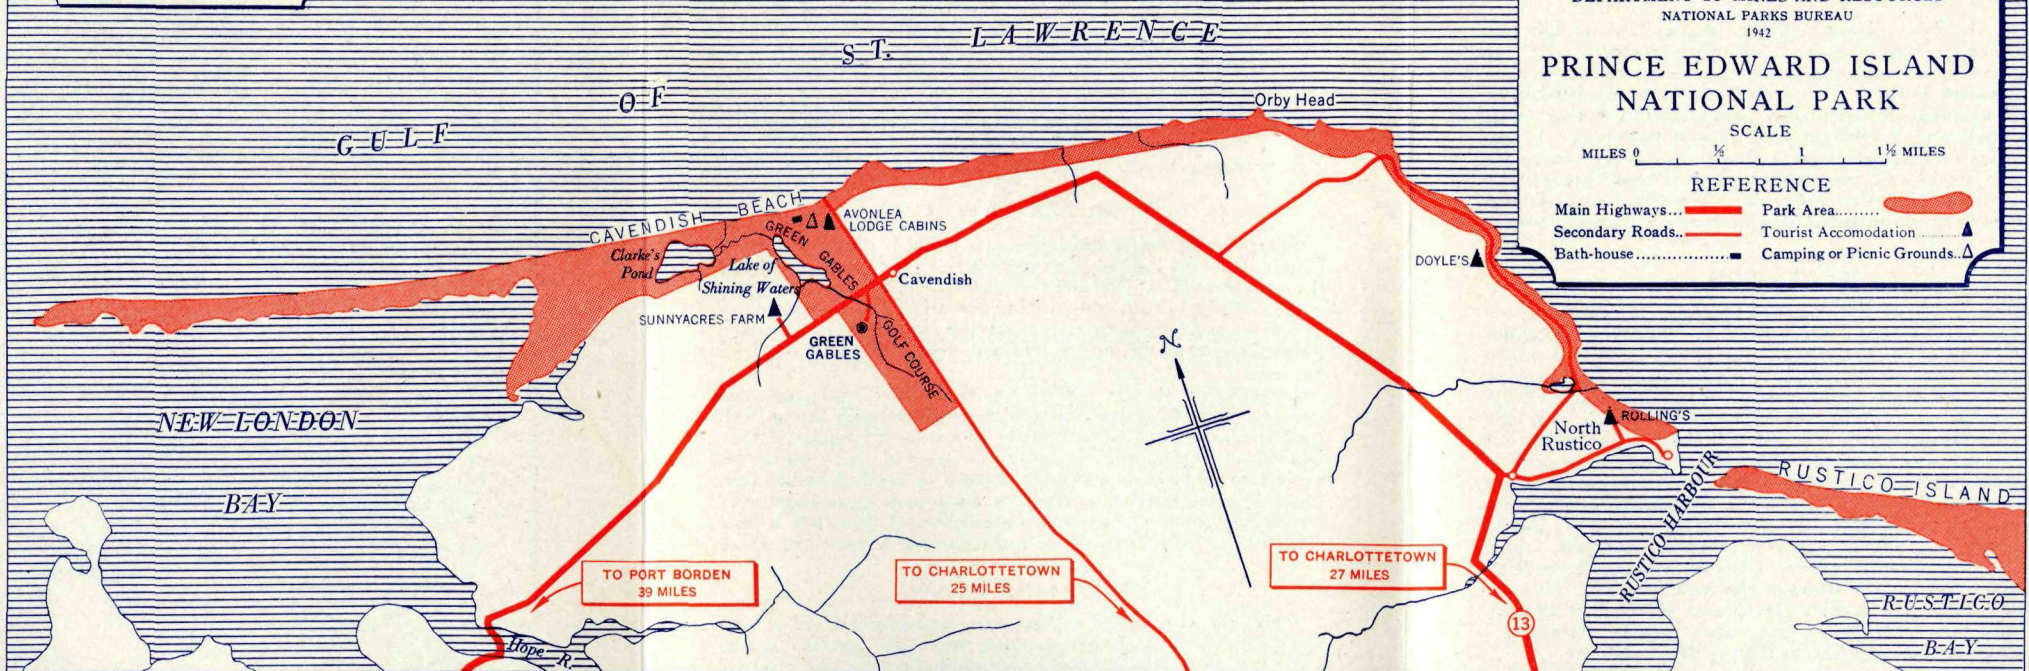 GULF OF ST. LAWRENCE
NATIONAL PARKS BUREAU
1942
PRINCE EDWARD ISLAND
NATIONAL PARK
SCALE
MILES 0 ½ 1 1½ MILES
REFERENCE
Main Highways...
Secondary Roads..
Bath-house
Park Area
Tourist Accomodation
Camping or Picnic Grounds..
Orby Head
CAVENDISH BEACH
AVONLEA
LODGE CABINS
GREEN GABLES
GOLF COURSE
Clarke's
Pond
Lake of
Shining Waters
Cavendish
SUNNYACRES FARM
GREEN
GABLES
DOYLE'S
N
ROLLING'S
North
Rustico
NEW LONDON
BAY
RUSTICO HARBOUR
RUSTICO ISLAND
TO PORT BORDEN
39 MILES
TO CHARLOTTETOWN
25 MILES
TO CHARLOTTETOWN
27 MILES
13
RUSTICO
BAY
Hope R.